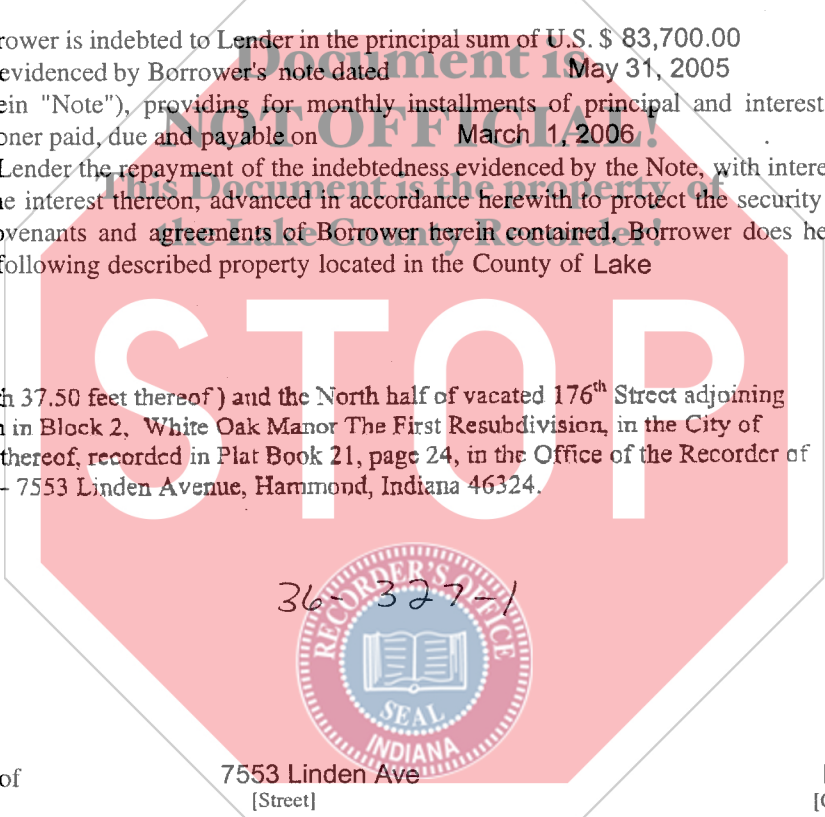 rower is indebted to Lender in the principal sum of U.S. $ 83,700.00
Document is
evidenced by Borrower's note dated May 31, 2005
ein "Note"), providing for monthly installments of principal and interest
NOT OFFICIAL!
oner paid, due and payable on March 1, 2006 .
Lender the repayment of the indebtedness evidenced by the Note, with intere
This Document is the property of
e interest thereon, advanced in accordance herewith to protect the security
the Lake County Recorder!
ovenants and agreements of Borrower herein contained, Borrower does he
following described property located in the County of Lake
STOP
h 37.50 feet thereof ) and the North half of vacated 176th Street adjoining
in Block 2, White Oak Manor The First Resubdivision, in the City of
thereof, recorded in Plat Book 21, page 24, in the Office of the Recorder of
- 7553 Linden Avenue, Hammond, Indiana 46324.
36-327-1
RECORDER'S OFFICE
SEAL
INDIANA
of 7553 Linden Ave
[Street]